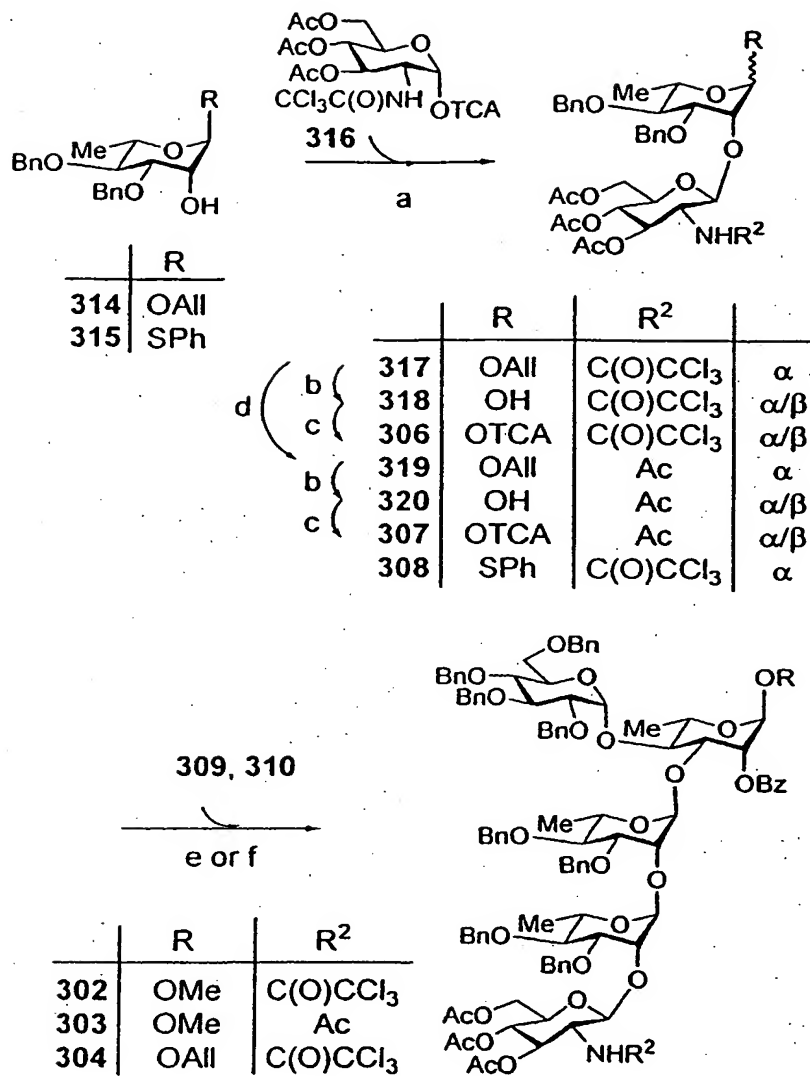 AcO
AcO
AcO
O
CCl3C(O)NH
OTCA
316
a
R
Me
O
BnO
BnO
OH
R
314 OAll
315 SPh
R
Me
O
BnO
BnO
O
AcO
AcO
AcO
O
NHR2
R R2
317 OAll C(O)CCl3 α
318 OH C(O)CCl3 α/β
306 OTCA C(O)CCl3 α/β
319 OAll Ac α
320 OH Ac α/β
307 OTCA Ac α/β
308 SPh C(O)CCl3 α
d
b
c
b
c
309, 310
e or f
OBn
BnO
BnO
O
BnO
O
OR
Me
O
O
OBz
Me
O
BnO
BnO
O
Me
O
BnO
BnO
O
AcO
AcO
AcO
O
NHR2
R R2
302 OMe C(O)CCl3
303 OMe Ac
304 OAll C(O)CCl3